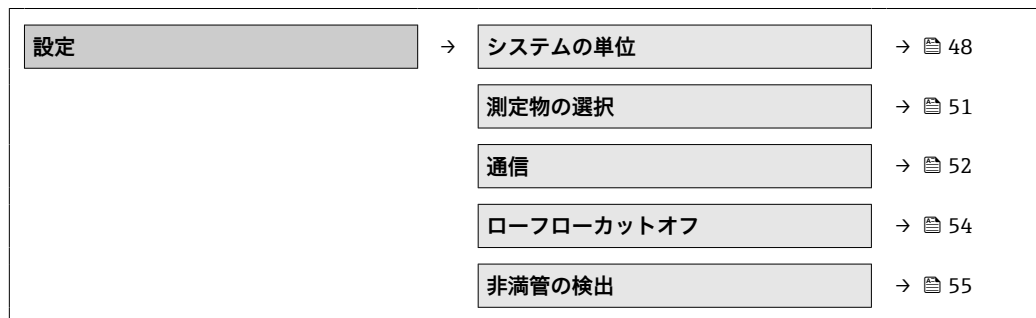 設定 → システムの単位 → 48
測定物の選択 → 51
通信 → 52
ローフローカットオフ → 54
非満管の検出 → 55